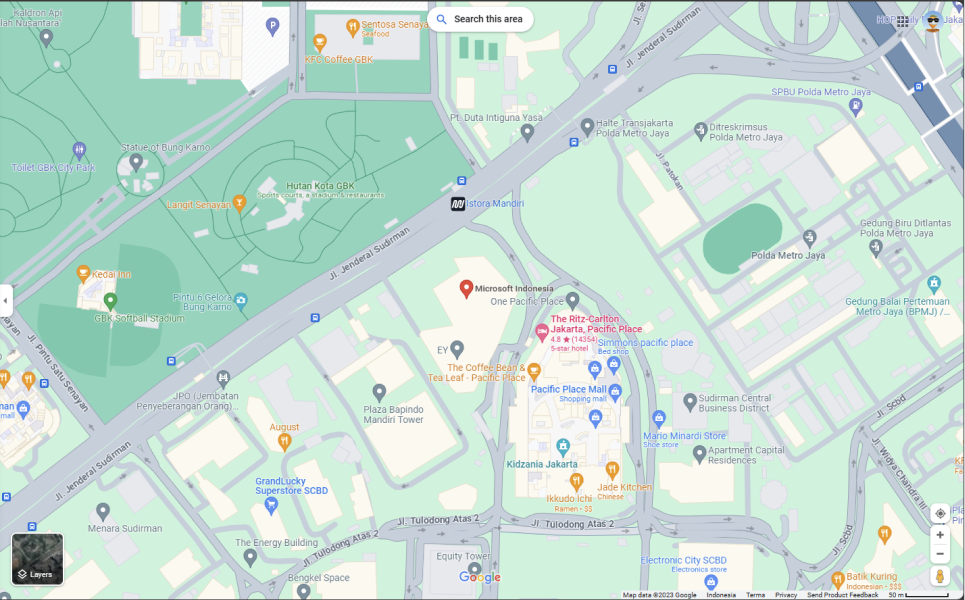 Kaldron Api
lah Nusantara
P
Sentosa Senaya
Seafood
KFC Coffee GBK
Search this area
Jl. Jenderal Sudirman
SPBU Polda Metro Jaya
Pt. Duta Intiguna Yasa
Halte Transjakarta
Polda Metro Jaya
Ditreskrimsus
Polda Metro Jaya
Statue of Bung Karno
Toilet GBK City Park
Jl. Patokan
Hutan Kota GBK
Sports courts, a stadium & restaurants
Langit Senayan
Istora Mandiri
Gedung Biru Ditlantas
Polda Metro Jaya
Jl. Jenderal Sudirman
Polda Metro Jaya
Kedai Inn
GBK Softball Stadium
Pintu 6 Gelora
Bung Karno
Microsoft Indonesia
One Pacific Place
Gedung Balai Pertemuan
Metro Jaya (BPMJ) /...
The Ritz-Carlton
Jakarta, Pacific Place
4.8 ★ (14354)
5-star hotel
Simmons pacific place
Bed shop
EY
The Coffee Bean &
Tea Leaf - Pacific Place
Jl. Pintu Satu Senayan
JPO (Jembatan
Penyeberangan Orang)...
Pacific Place Mall
Shopping mall
Plaza Bapindo
Mandiri Tower
Sudirman Central
Business District
Jl. Scbd
man
mall
August
Mario Minardi Store
Shoe store
Apartment Capital
Residences
Kidzania Jakarta
Jl. Jenderal Sudirman
Jl. Widya Chandra III
GrandLucky
Superstore SCBD
Jade Kitchen
Chinese
Ikkudo Ichi
Ramen - $$
Menara Sudirman
Jl. Tulodong Atas 2
Jl. Tulodong Atas 2
Jl. Scbd
The Energy Building
Jl. Tulodong Atas 2
Equity Tower
Electronic City SCBD
Electronics store
Layers
Bengkel Space
Google
Batik Kuring
Indonesian - $$$
Map data ©2023 Google Indonesia Terms Privacy Send Product Feedback 50 m